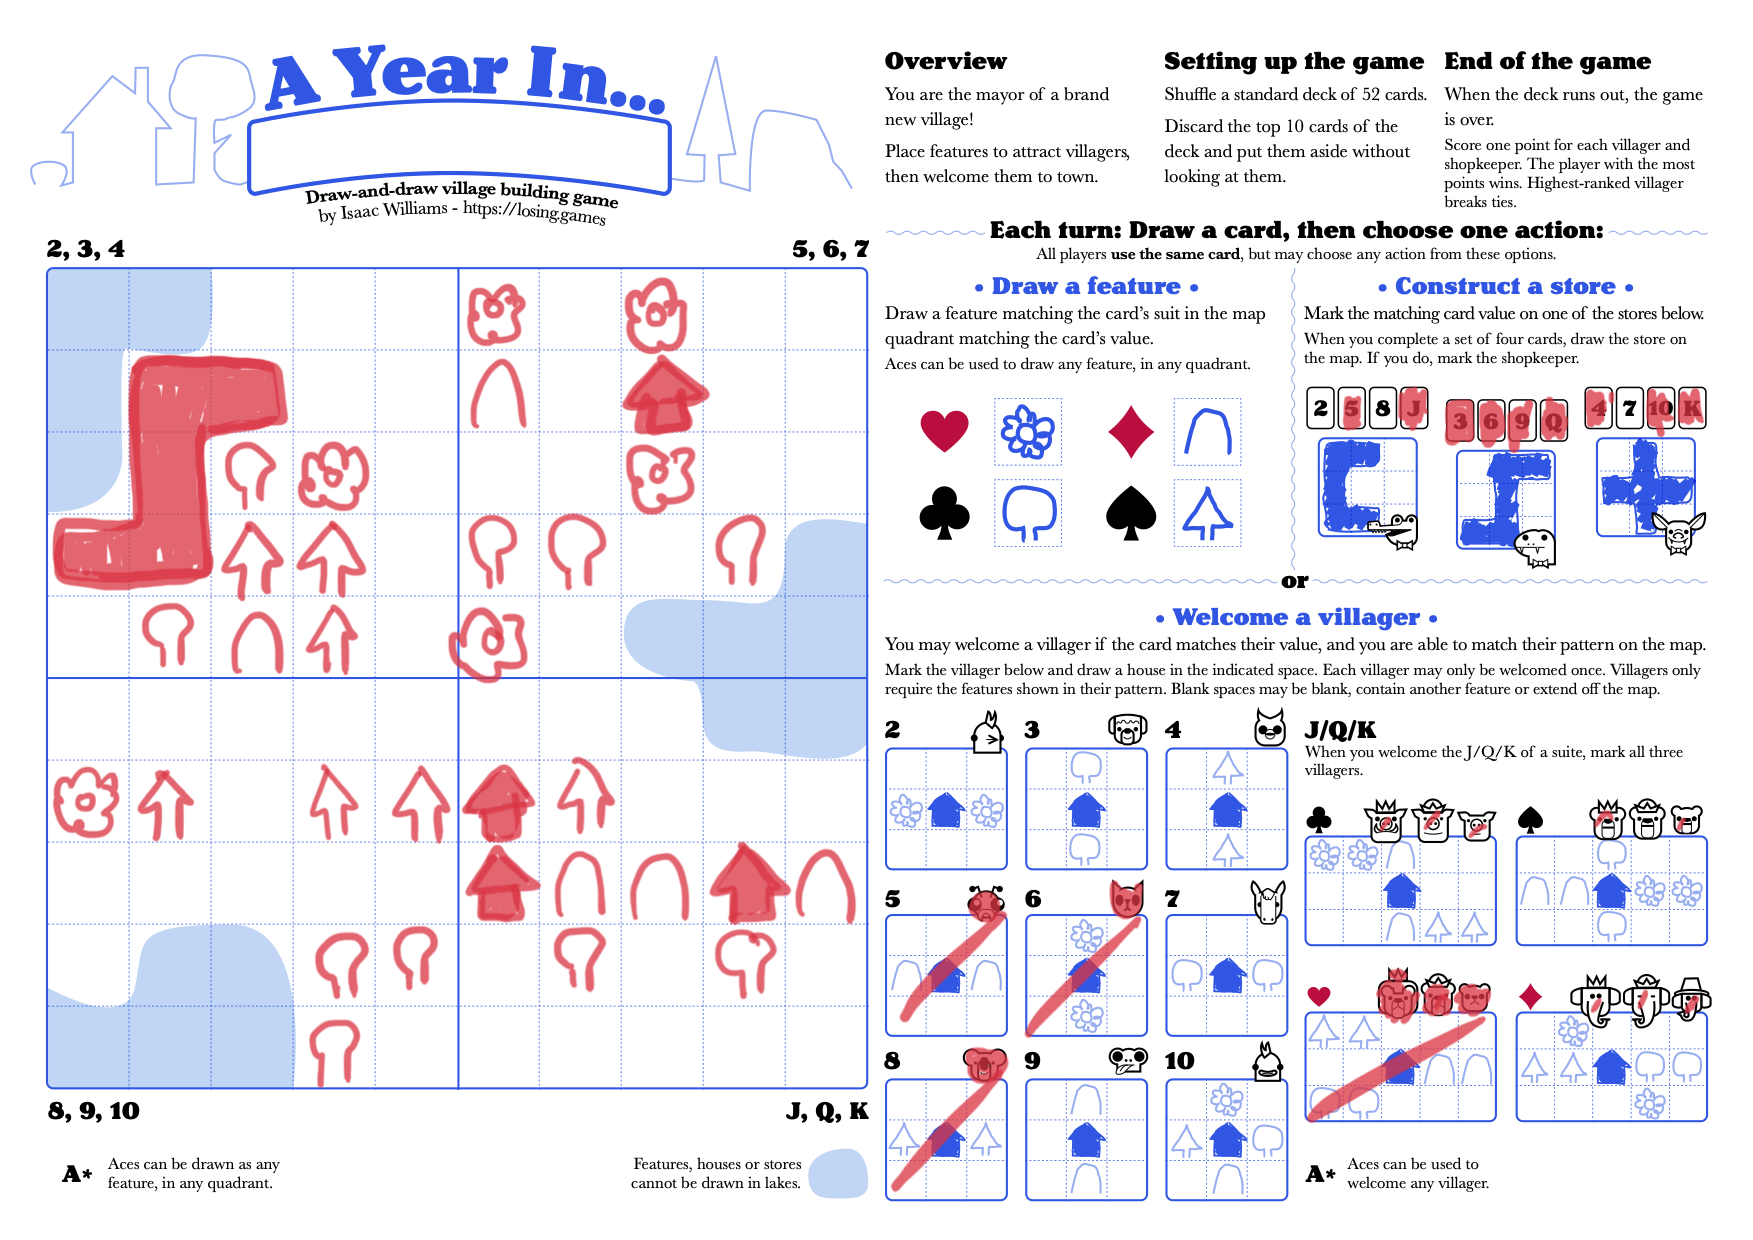 A Year In...
Draw-and-draw village building game
by Isaac Williams - https://losing.games
2, 3, 4
5, 6, 7
8, 9, 10
J, Q, K
A* Aces can be drawn as any
feature, in any quadrant.
Features, houses or stores
cannot be drawn in lakes.
Overview
You are the mayor of a brand
new village!
Place features to attract villagers,
then welcome them to town.
Setting up the game
Shuffle a standard deck of 52 cards.
Discard the top 10 cards of the
deck and put them aside without
looking at them.
End of the game
When the deck runs out, the game
is over.
Score one point for each villager and
shopkeeper. The player with the most
points wins. Highest-ranked villager
breaks ties.
Each turn: Draw a card, then choose one action:
All players use the same card, but may choose any action from these options.
• Draw a feature •
Draw a feature matching the card's suit in the map
quadrant matching the card's value.
Aces can be used to draw any feature, in any quadrant.
• Construct a store •
Mark the matching card value on one of the stores below.
When you complete a set of four cards, draw the store on
the map. If you do, mark the shopkeeper.
2 5 8 J
3 6 9 Q
4 7 10 K
or
• Welcome a villager •
You may welcome a villager if the card matches their value, and you are able to match their pattern on the map.
Mark the villager below and draw a house in the indicated space. Each villager may only be welcomed once. Villagers only
require the features shown in their pattern. Blank spaces may be blank, contain another feature or extend off the map.
2
3
4
5
6
7
8
9
10
J/Q/K
When you welcome the J/Q/K of a suite, mark all three
villagers.
A* Aces can be used to
welcome any villager.